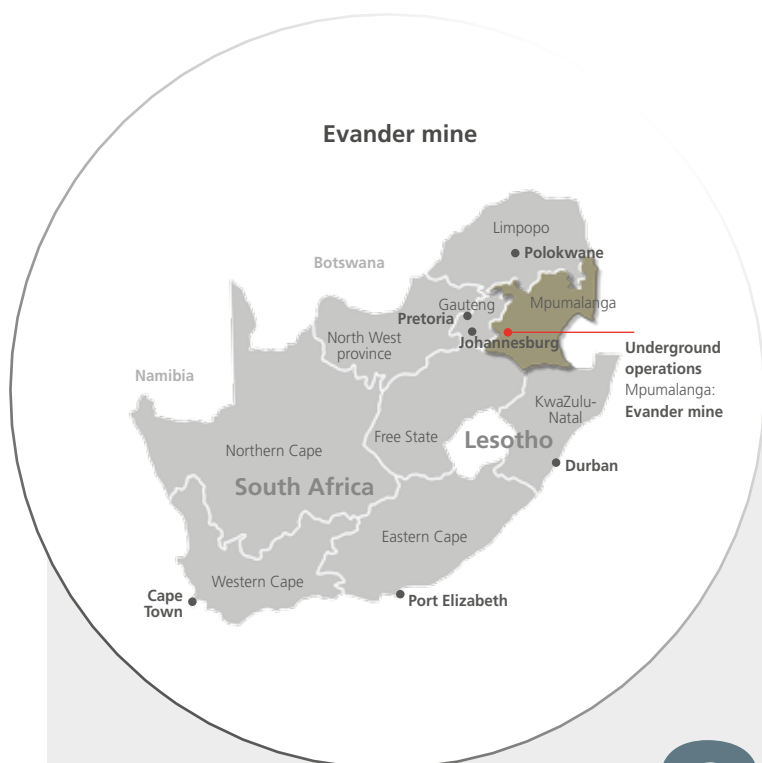 Evander mine
Limpopo
Polokwane
Botswana
Gauteng
Mpumalanga
Pretoria
North West
province
Johannesburg
Underground
operations
Mpumalanga:
Evander mine
Namibia
KwaZulu-
Natal
Free State
Lesotho
Northern Cape
Durban
South Africa
Eastern Cape
Western Cape
Cape
Town
Port Elizabeth